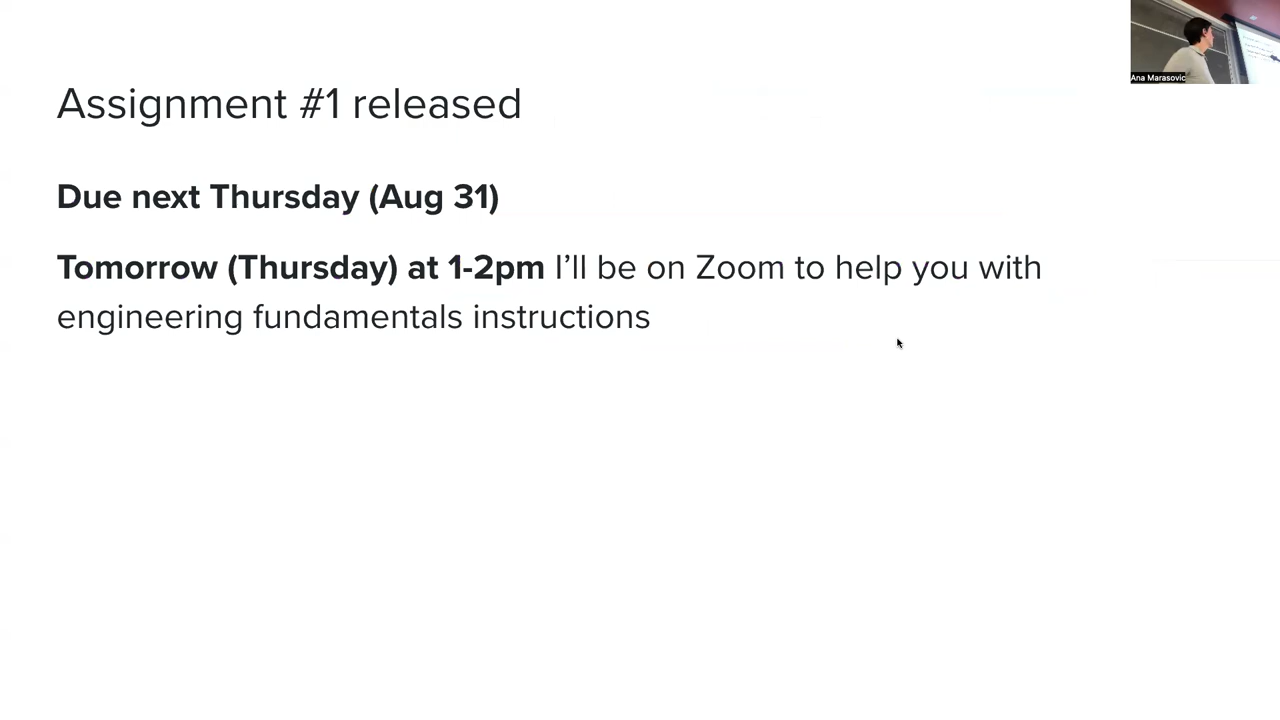 Ana Marasovic
Assignment #1 released
Due next Thursday (Aug 31)
Tomorrow (Thursday) at 1-2pm I’ll be on Zoom to help you with
engineering fundamentals instructions